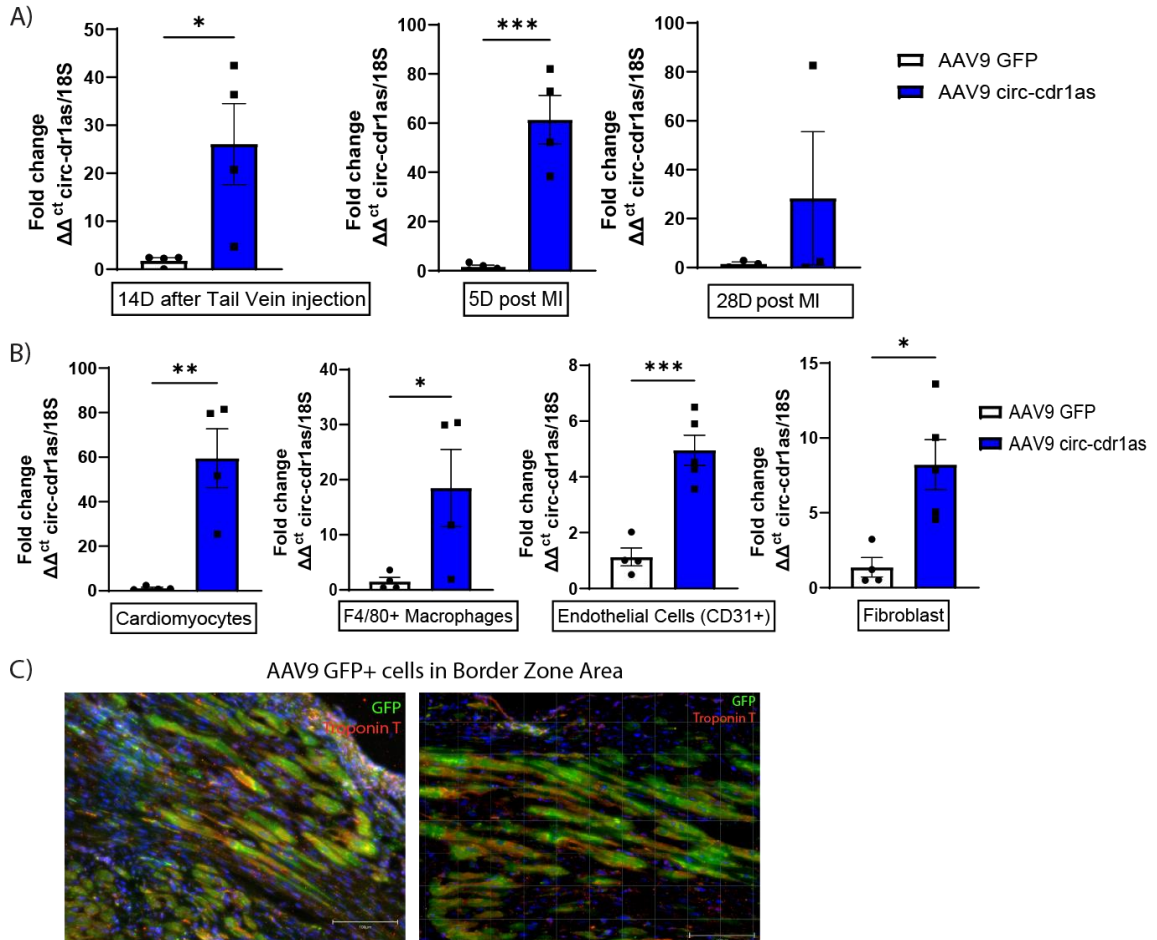 A)
50
40
30
20
10
0
Fold change
ΔΔct circ-dr1as/18S
*
14D after Tail Vein injection
100
80
60
40
20
0
Fold change
ΔΔct circ-cdr1as/18S
***
5D post MI
100
80
60
40
20
0
Fold change
ΔΔct circ-cdr1as/18S
28D post MI
AAV9 GFP
AAV9 circ-cdr1as
B)
100
80
60
40
20
0
Fold change
ΔΔct circ-cdr1as/18S
**
Cardiomyocytes
40
30
20
10
0
Fold change
ΔΔct circ-cdr1as/18S
*
F4/80+ Macrophages
8
6
4
2
0
Fold change
ΔΔct circ-cdr1as/18S
***
Endothelial Cells (CD31+)
15
10
5
0
Fold change
ΔΔct circ-cdr1as/18S
*
Fibroblast
AAV9 GFP
AAV9 circ-cdr1as
C)
AAV9 GFP+ cells in Border Zone Area
GFP
Troponin T
GFP
Troponin T